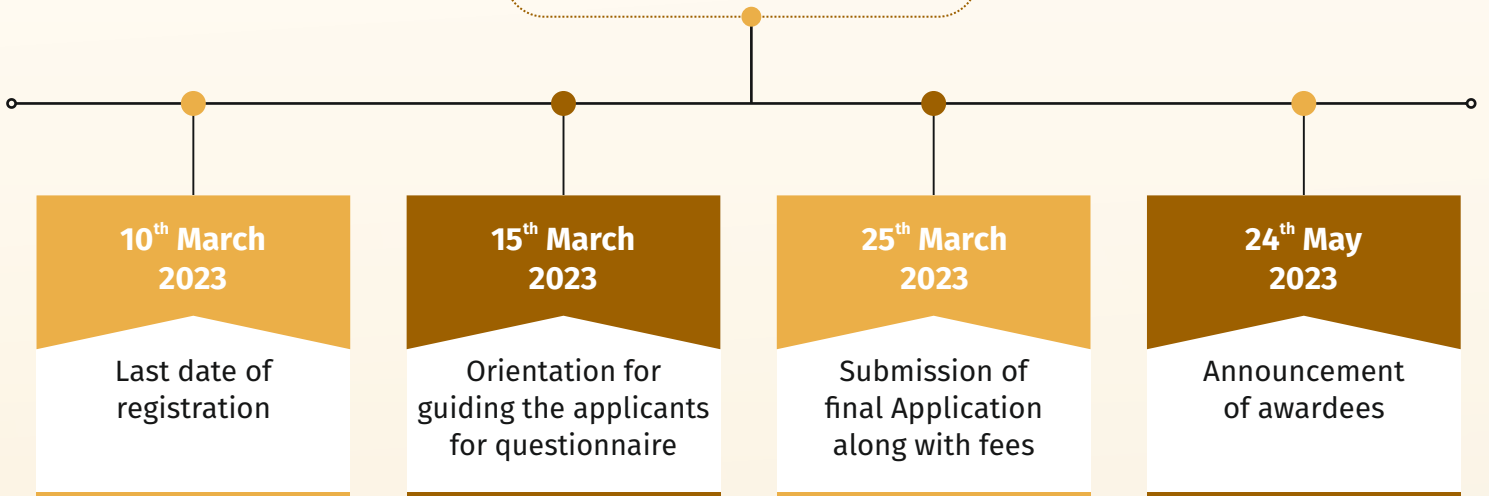 10th March
2023
Last date of
registration
15th March
2023
Orientation for
guiding the applicants
for questionnaire
25th March
2023
Submission of
final Application
along with fees
24th May
2023
Announcement
of awardees